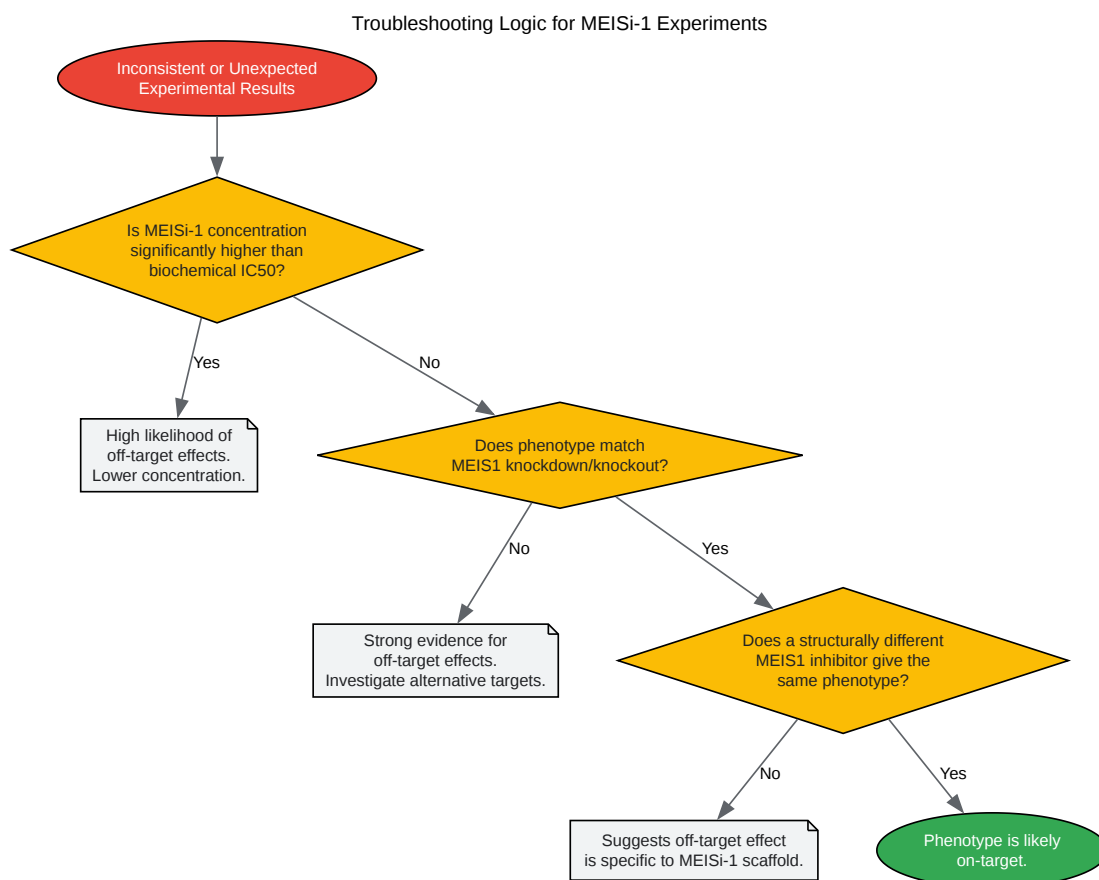 Troubleshooting Logic for MEISi-1 Experiments
Inconsistent or Unexpected
Experimental Results
Is MEISi-1 concentration
significantly higher than
biochemical IC50?
Yes
No
High likelihood of
off-target effects.
Lower concentration.
Does phenotype match
MEIS1 knockdown/knockout?
No
Yes
Strong evidence for
off-target effects.
Investigate alternative targets.
Does a structurally different
MEIS1 inhibitor give the
same phenotype?
No
Yes
Suggests off-target effect
is specific to MEISi-1 scaffold.
Phenotype is likely
on-target.